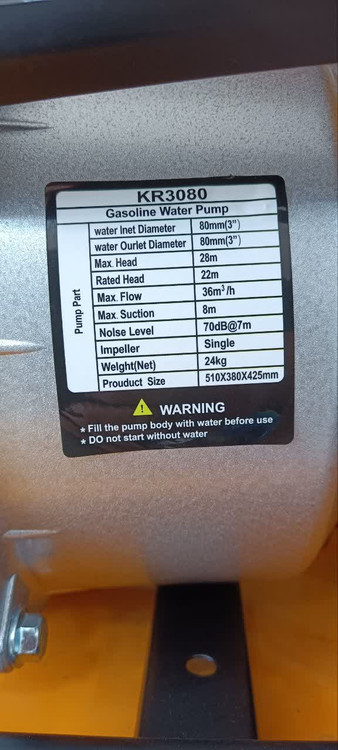 KR3080
Gasoline Water Pump
Pump Part
water Inet Diameter 80mm(3")
water Ourlet Diameter 80mm(3")
Max. Head 28m
Rated Head 22m
Max. Flow 36m³/h
Max. Suction 8m
Nolse Level 70dB@7m
Impeller Single
Welght(Net) 24kg
Prouduct Size 510X380X425mm
WARNING
* Fill the pump body with water before use
* DO not start without water